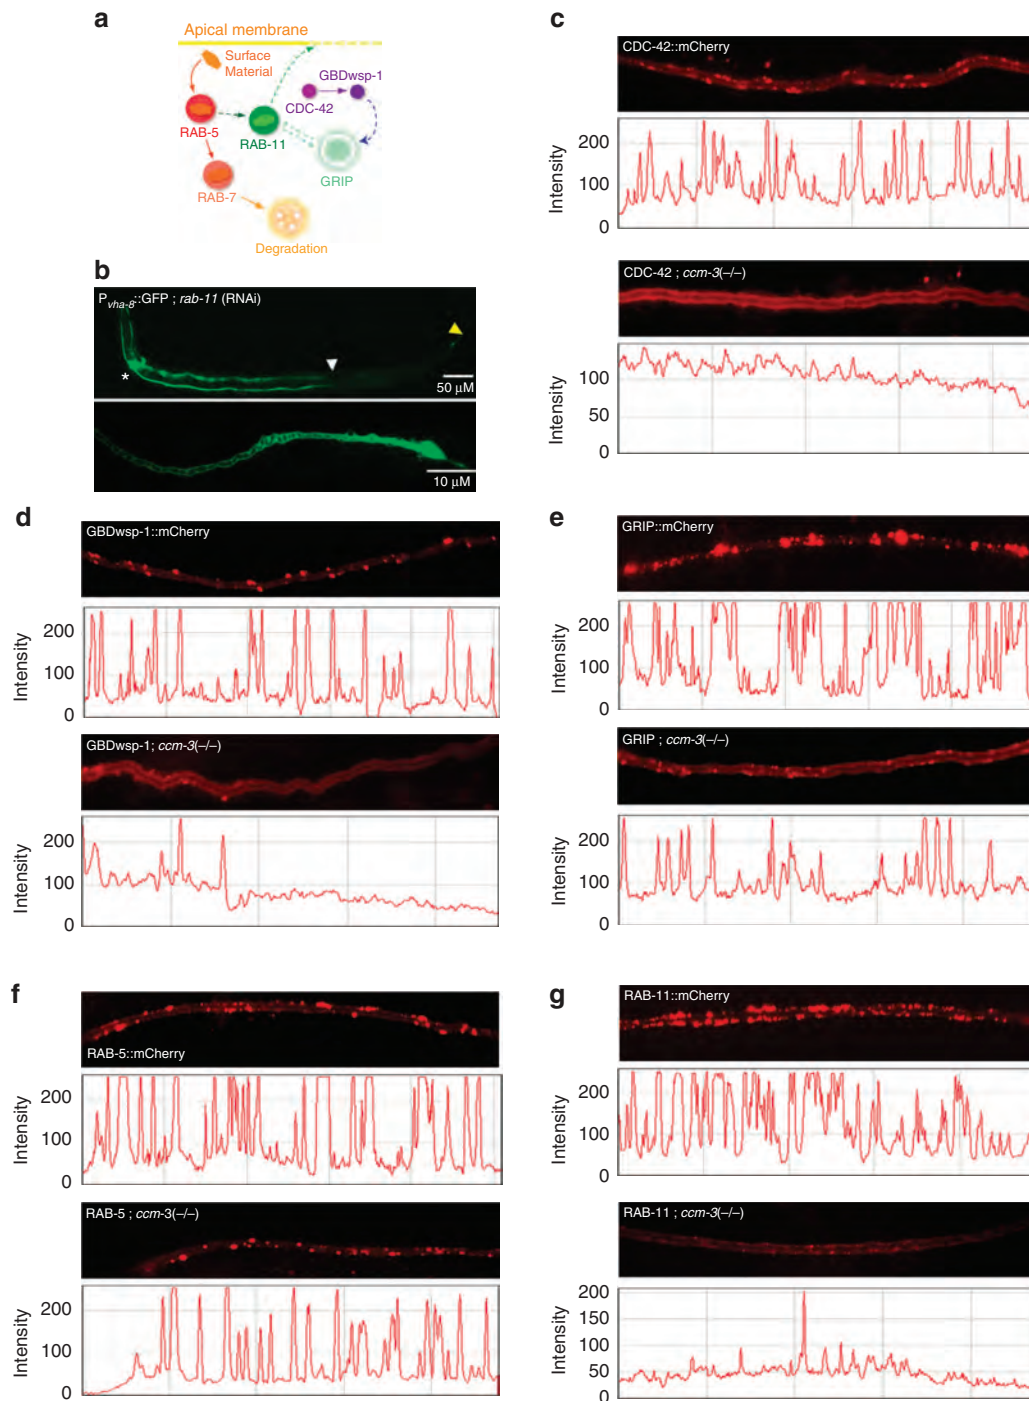 a
Apical membrane
Surface
Material
GBDwsp-1
CDC-42
RAB-5
RAB-11
GRIP
RAB-7
Degradation
b
Pvha-8::GFP ; rab-11 (RNAi)
*
50 µM
10 µM
c
CDC-42::mCherry
Intensity
200
100
0
CDC-42 ; ccm-3(–/–)
Intensity
100
50
0
d
GBDwsp-1::mCherry
Intensity
200
100
0
GBDwsp-1; ccm-3(–/–)
Intensity
200
100
0
e
GRIP::mCherry
Intensity
200
100
0
GRIP ; ccm-3(–/–)
Intensity
200
100
0
f
RAB-5::mCherry
Intensity
200
100
0
RAB-5 ; ccm-3(–/–)
Intensity
200
100
0
g
RAB-11::mCherry
Intensity
200
100
0
RAB-11 ; ccm-3(–/–)
Intensity
200
150
100
50
0